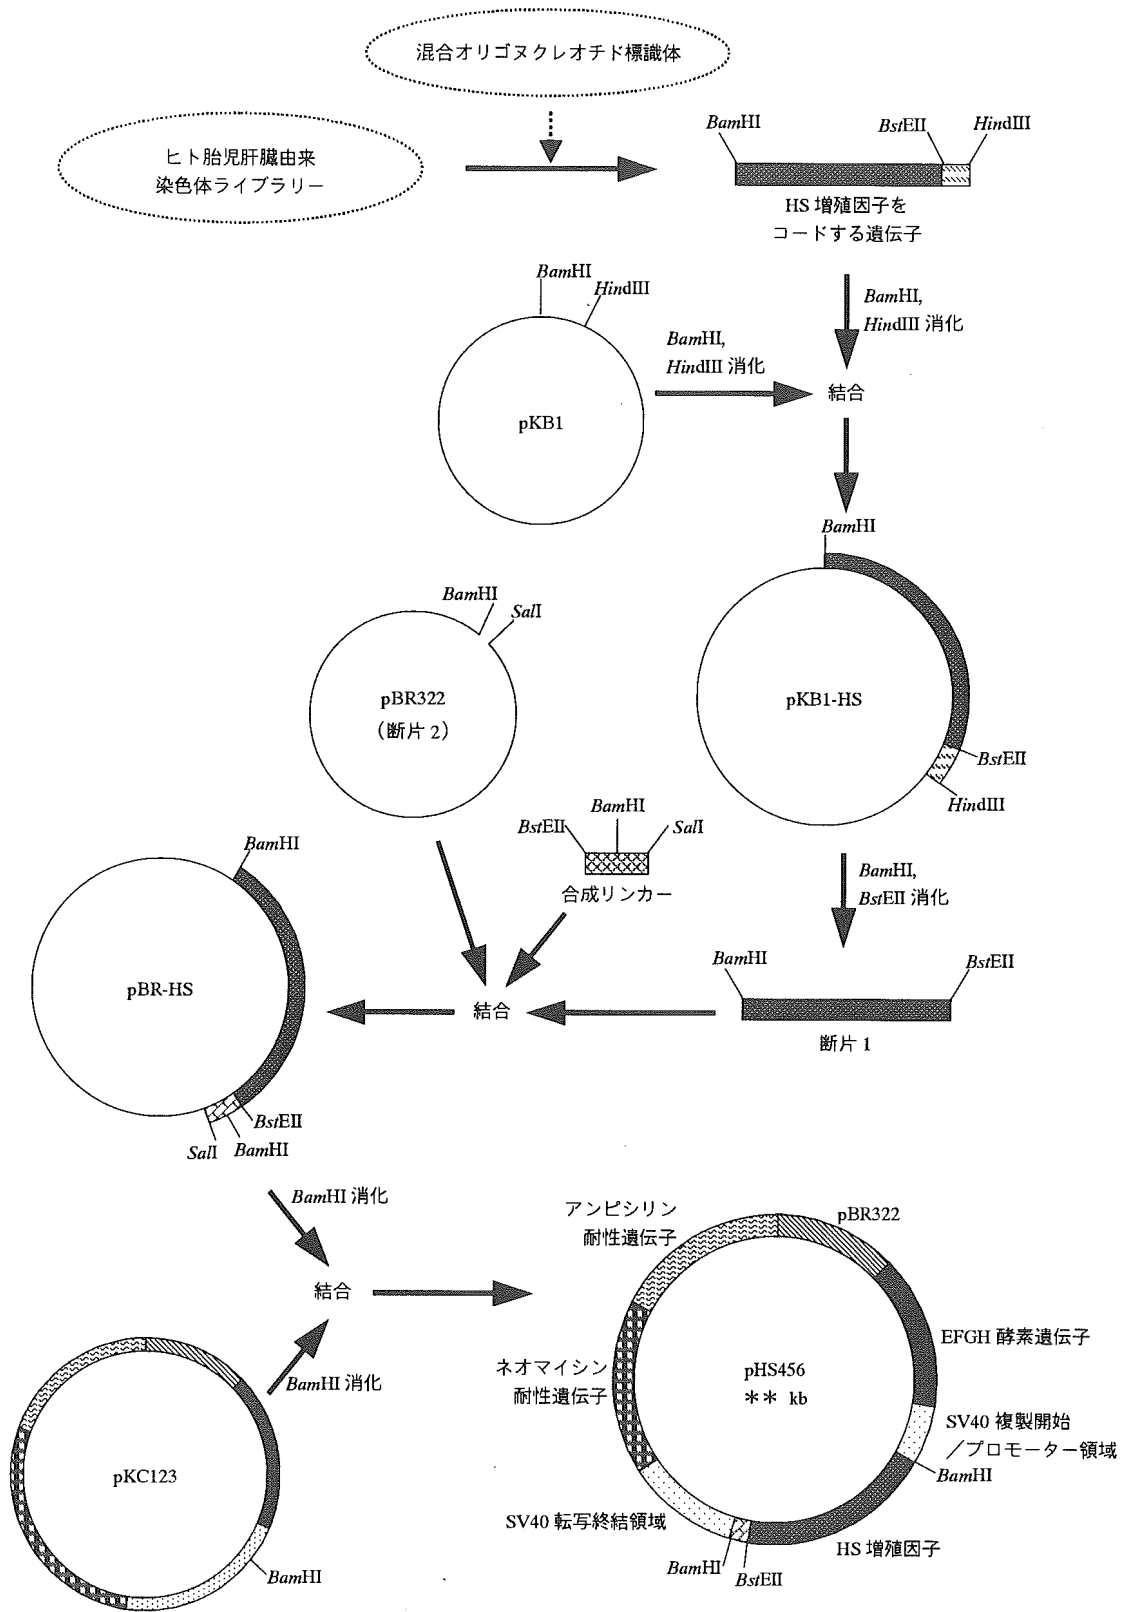 混合オリゴヌクレオチド標識体
ヒト胎児肝臓由来
染色体ライブラリー
BamHI
BstEII
HindIII
HS 増殖因子を
コードする遺伝子
BamHI
HindIII
BamHI,
HindIII 消化
BamHI,
HindIII 消化
pKB1
結合
BamHI
pKB1-HS
BstEII
HindIII
BamHI
SalI
pBR322
(断片 2)
BamHI
BstEII
SalI
合成リンカー
BamHI,
BstEII 消化
BamHI
pBR-HS
BstEII
BamHI
SalI
結合
BamHI
BstEII
断片 1
BamHI 消化
結合
BamHI 消化
pKC123
BamHI
アンピシリン
耐性遺伝子
pBR322
EFGH 酵素遺伝子
ネオマイシン
耐性遺伝子
pHS456
** kb
SV40 複製開始
/プロモーター領域
BamHI
SV40 転写終結領域
HS 増殖因子
BamHI
BstEII